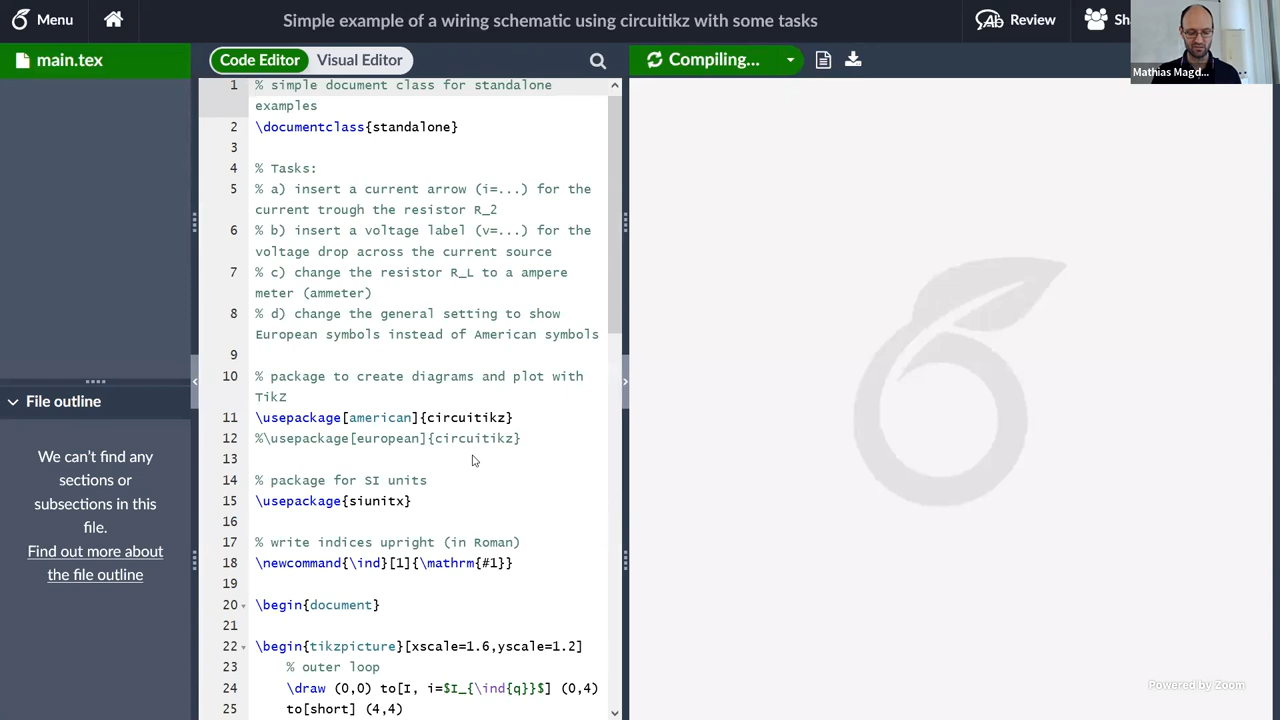 Menu
Simple example of a wiring schematic using circuitikz with some tasks
Review
Mathias Magd...
main.tex
Code Editor
Visual Editor
Compiling...
1 % simple document class for standalone
examples
2 \documentclass{standalone}
3
4 % Tasks:
5 % a) insert a current arrow (i=...) for the
current trough the resistor R_2
6 % b) insert a voltage label (v=...) for the
voltage drop across the current source
7 % c) change the resistor R_L to a ampere
meter (ammeter)
8 % d) change the general setting to show
European symbols instead of American symbols
9
10 % package to create diagrams and plot with
TikZ
11 \usepackage[american]{circuitikz}
12 %\usepackage[european]{circuitikz}
13
14 % package for SI units
15 \usepackage{siunitx}
16
17 % write indices upright (in Roman)
18 \newcommand{\ind}[1]{\mathrm{#1}}
19
20 \begin{document}
21
22 \begin{tikzpicture}[xscale=1.6,yscale=1.2]
23 % outer loop
24 \draw (0,0) to[I, i=$I_{\ind{q}}$] (0,4)
25 to[short] (4,4)
File outline
We can't find any
sections or
subsections in this
file.
Find out more about
the file outline
Powered by Zoom